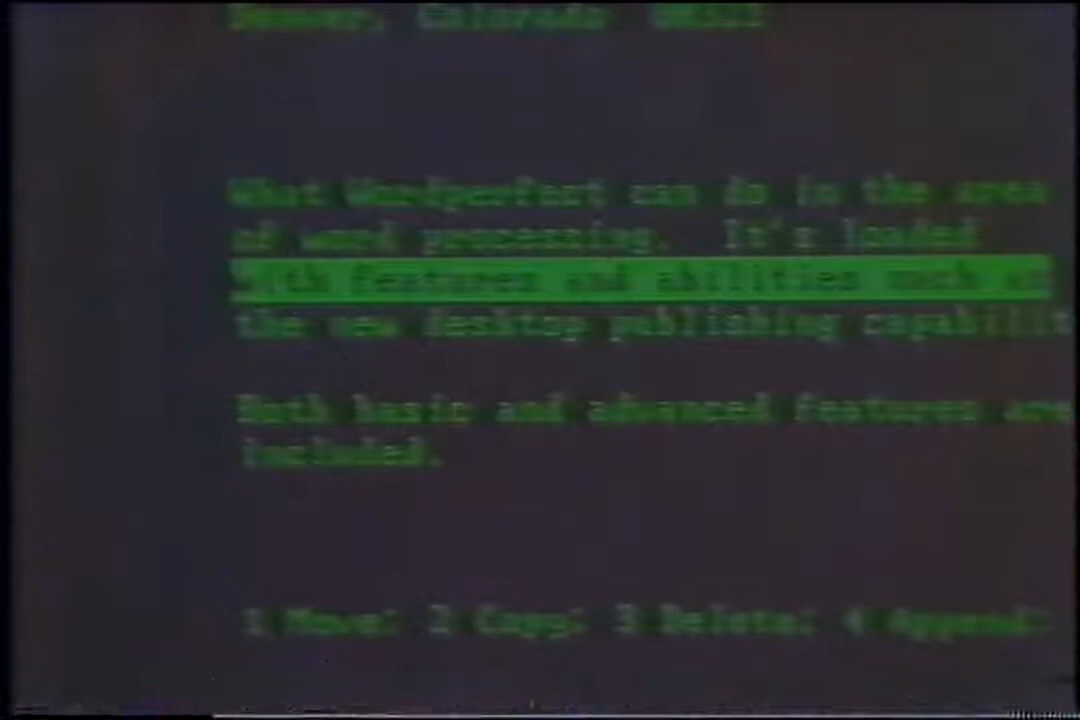 Denver, Colorado
What Wordperfect can do in the area
of word processing. It's loaded
with features and abilities such as
the new desktop publishing capabilit
Both basic and advanced features are
included.
1 Move; 2 Copy; 3 Delete; 4 Append: